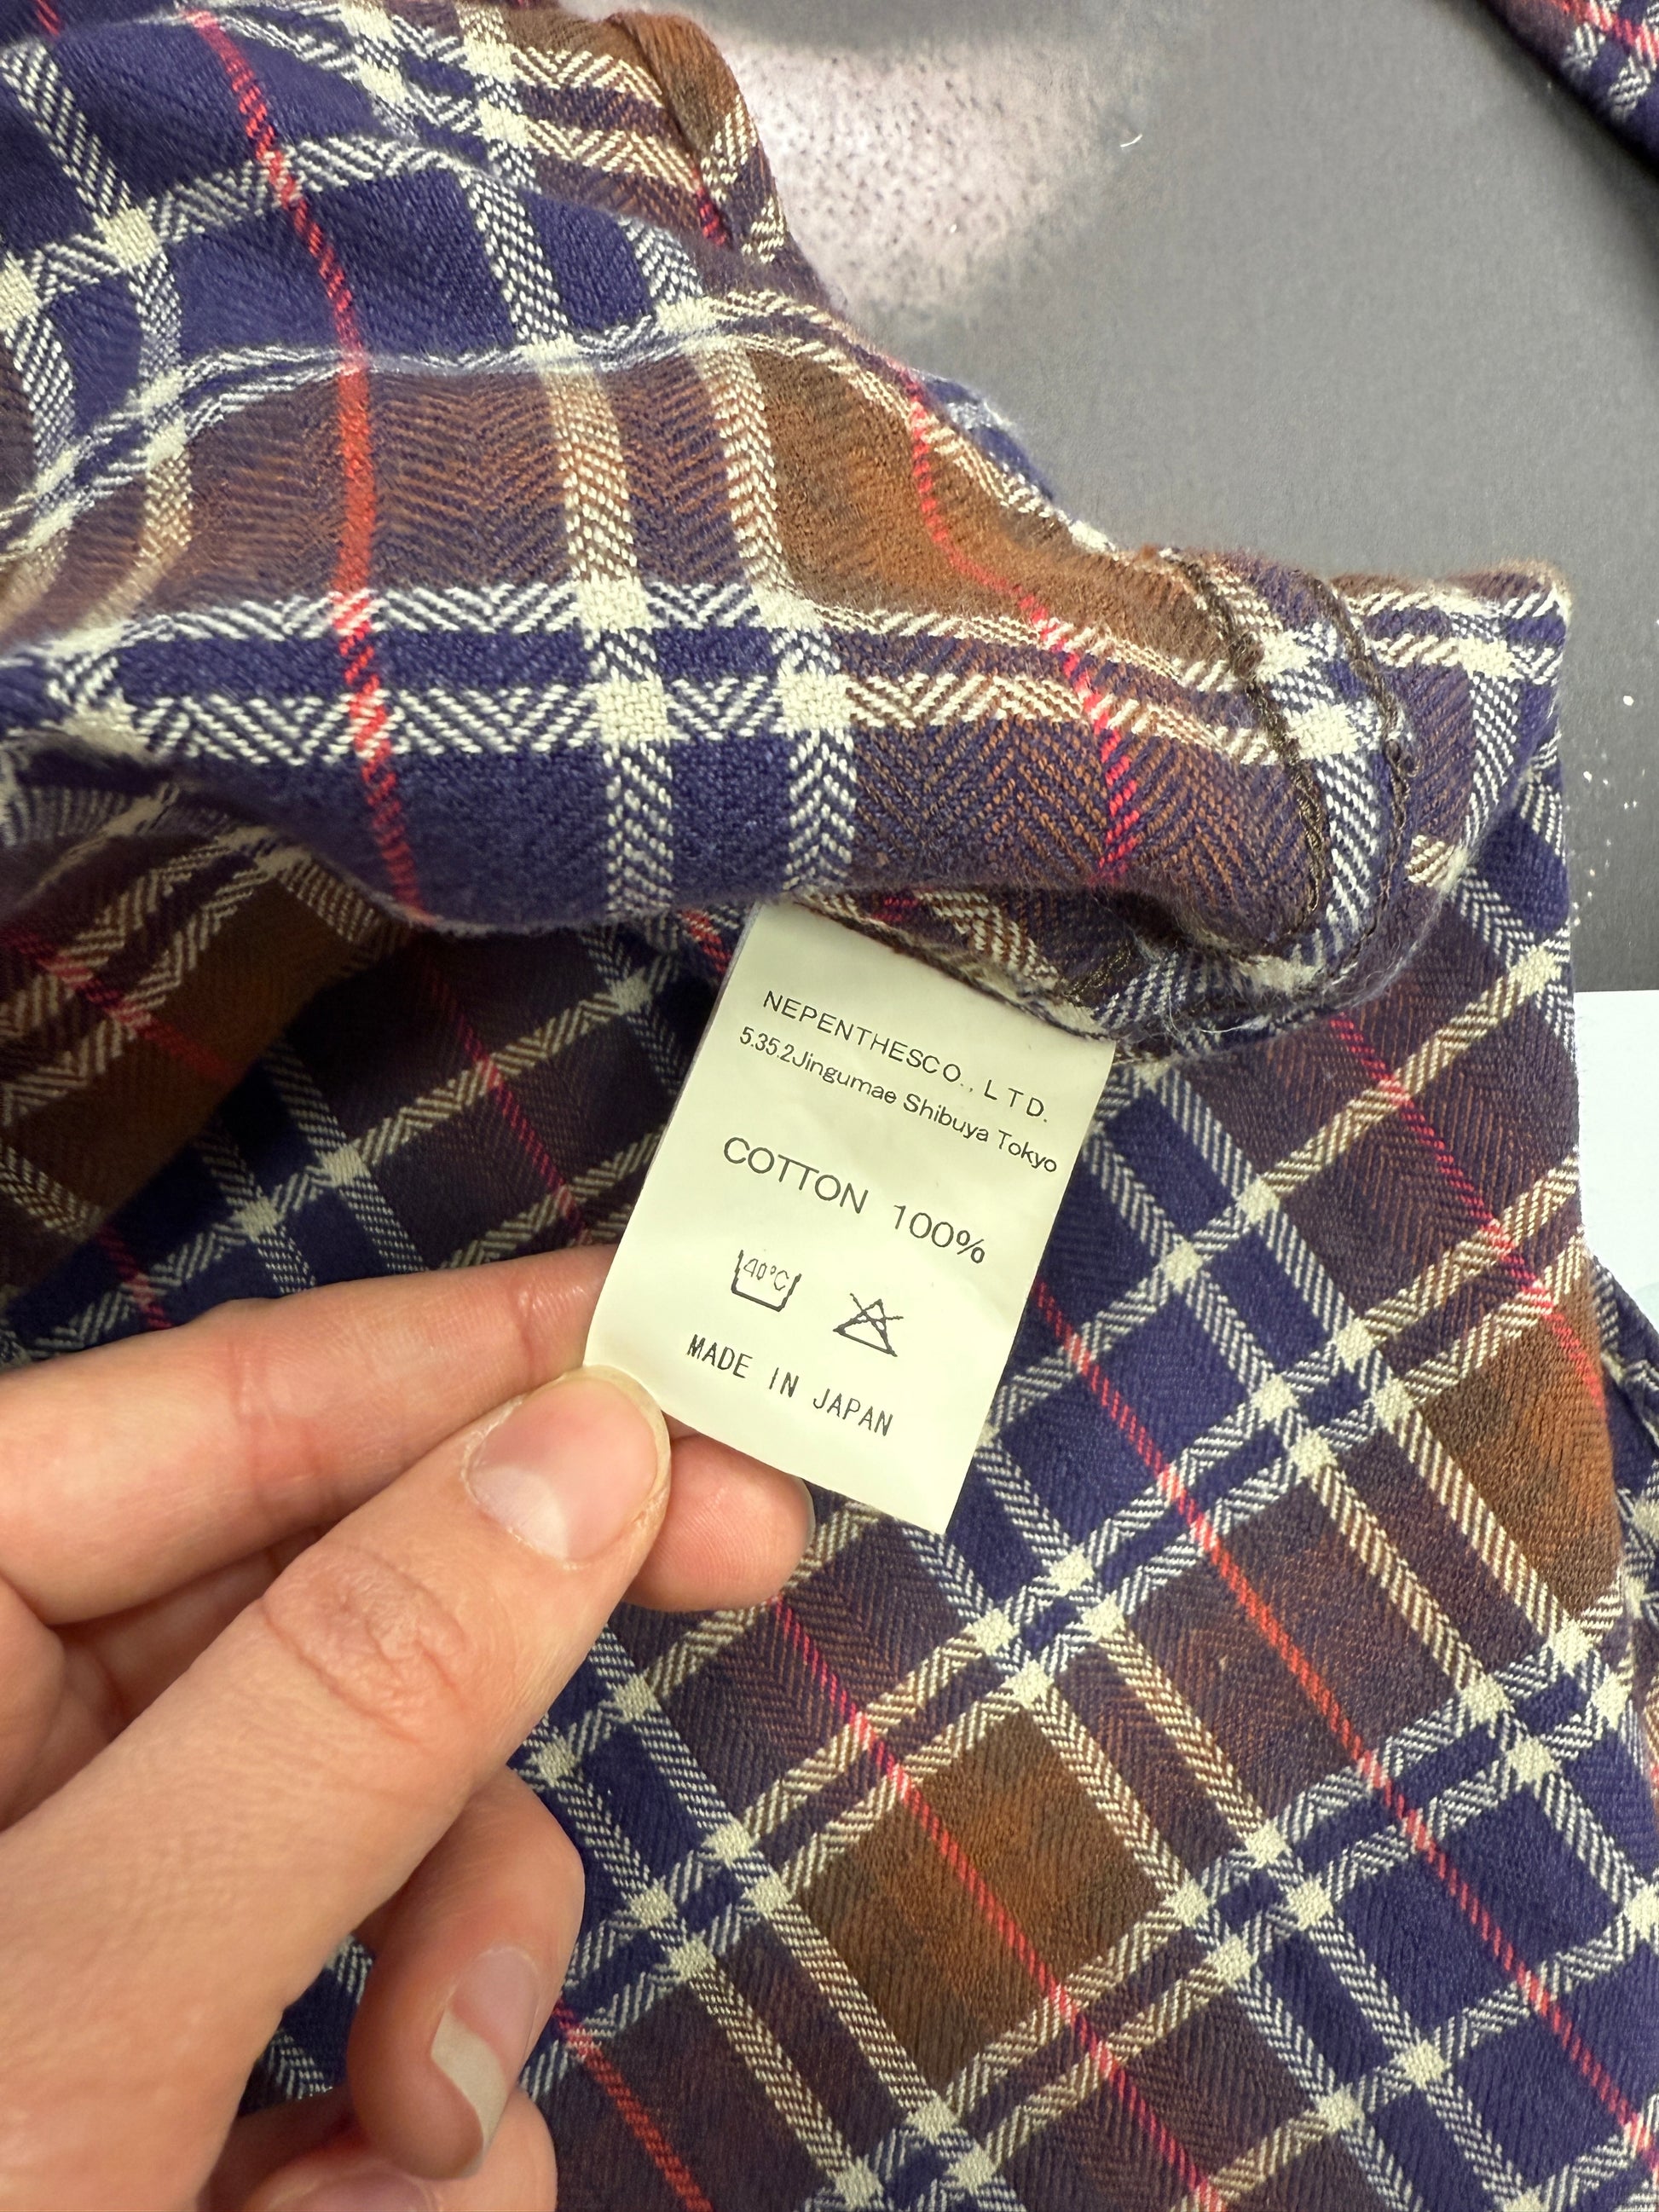 NEPENTHESCO., LTD.
5.35.2Jingumae Shibuya Tokyo
COTTON 100%
40°C
MADE IN JAPAN